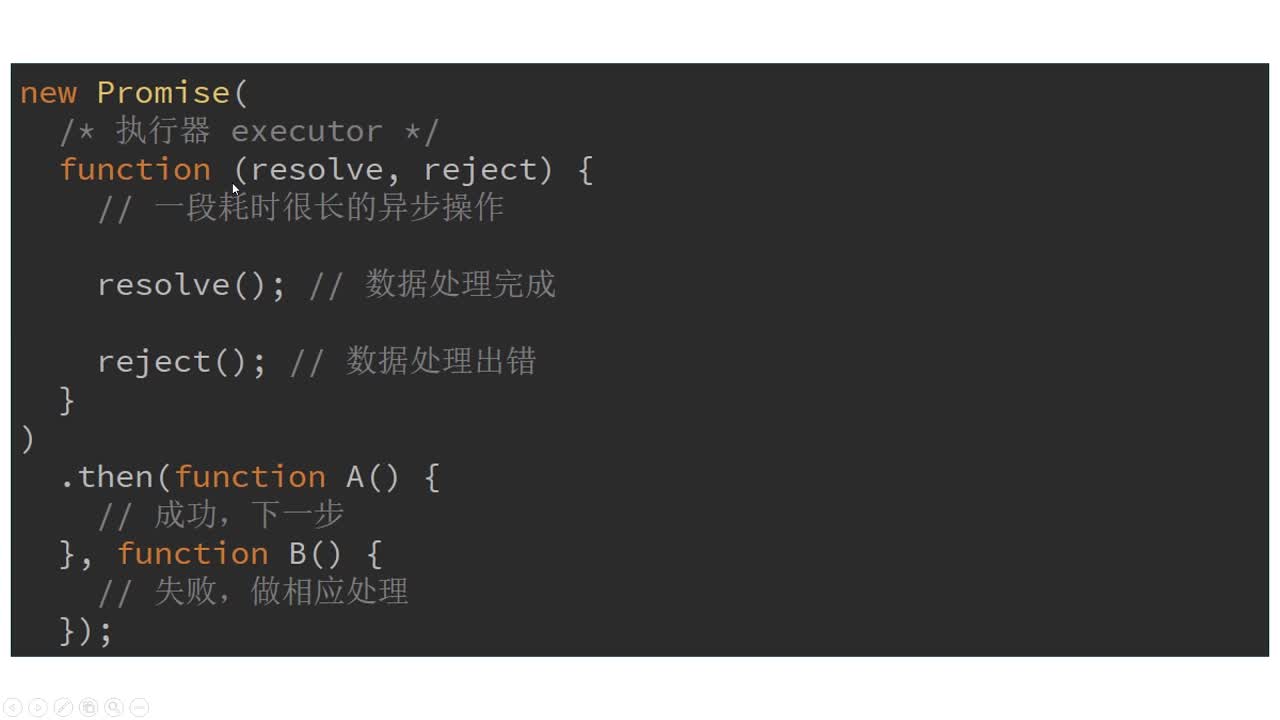 new Promise(
/* 执行器 executor */
function (resolve, reject) {
// 一段耗时很长的异步操作
resolve(); // 数据处理完成
reject(); // 数据处理出错
}
)
.then(function A() {
// 成功，下一步
}, function B() {
// 失败，做相应处理
});